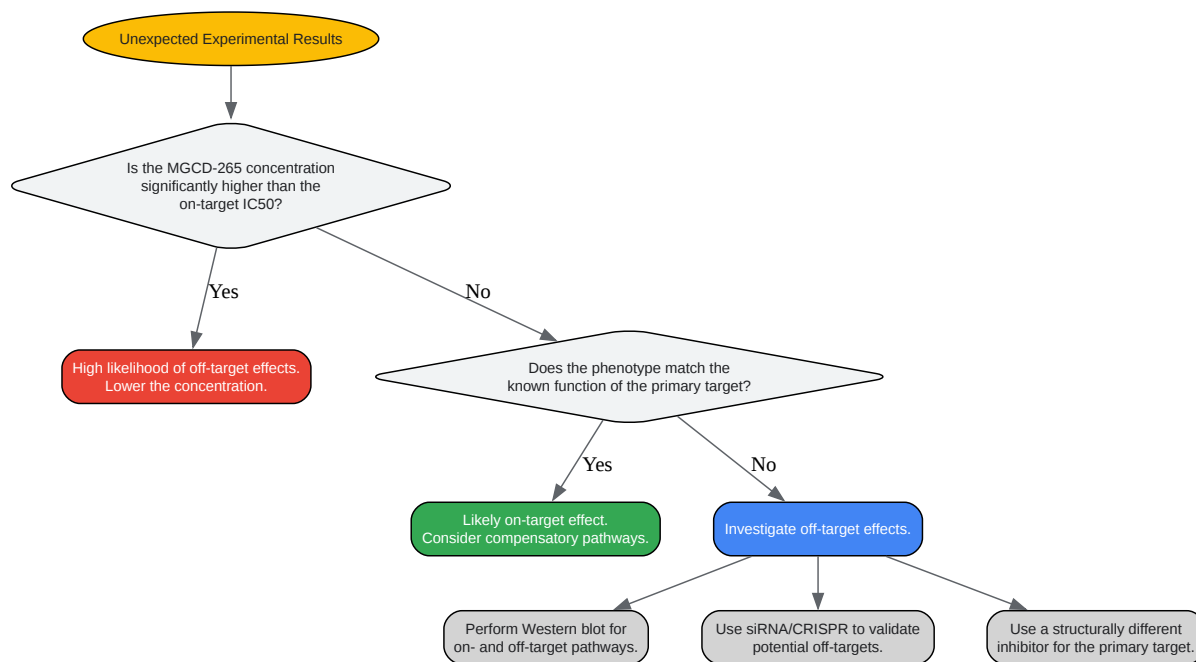 Unexpected Experimental Results
Is the MGCD-265 concentration
significantly higher than the
on-target IC50?
Yes
No
High likelihood of off-target effects.
Lower the concentration.
Does the phenotype match the
known function of the primary target?
Yes
No
Likely on-target effect.
Consider compensatory pathways.
Investigate off-target effects.
Perform Western blot for
on- and off-target pathways.
Use siRNA/CRISPR to validate
potential off-targets.
Use a structurally different
inhibitor for the primary target.